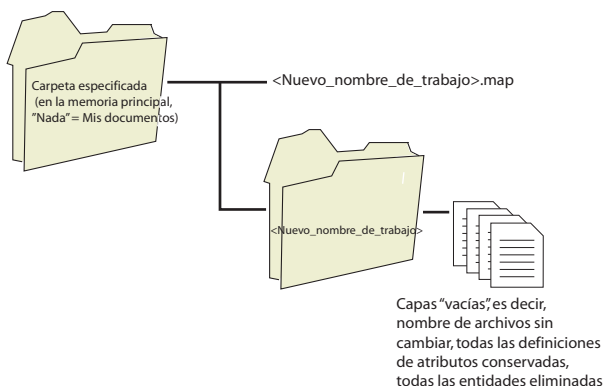 Carpeta especificada
(en la memoria principal,
"Nada" = Mis documentos)
<Nuevo_nombre_de_trabajo>.map
<Nuevo_nombre_de_trabajo>
Capas “vacías”, es decir,
nombre de archivos sin
cambiar, todas las definiciones
de atributos conservadas,
todas las entidades eliminadas